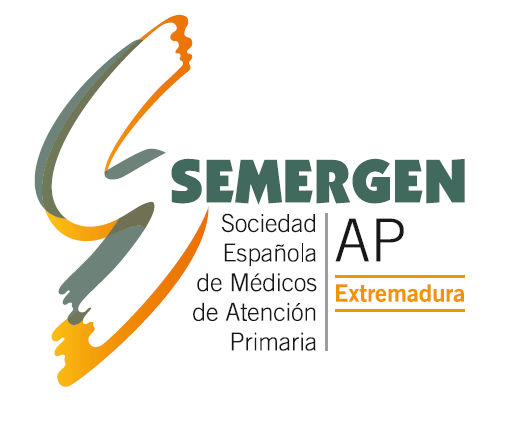 SEMERGEN
Sociedad
Española
de Médicos
de Atención
Primaria
AP
Extremadura